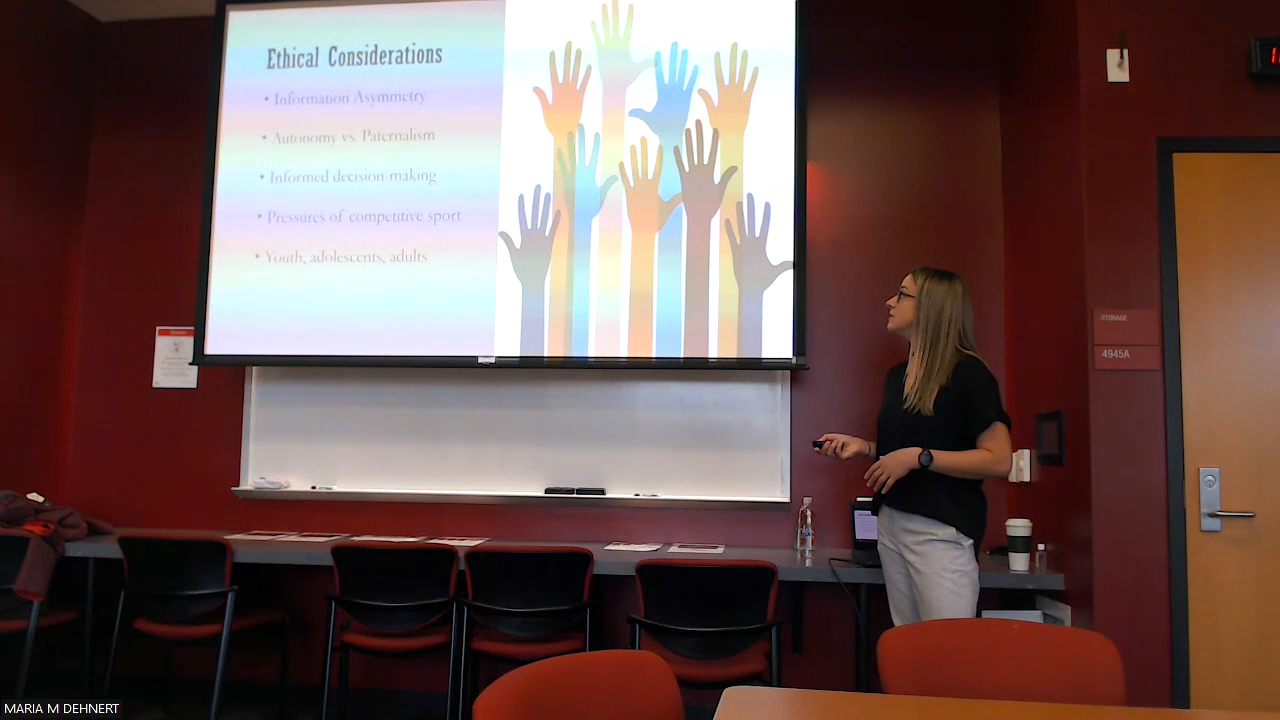 Ethical Considerations
• Information Asymmetry
• Autonomy vs. Paternalism
• Informed decision-making
• Pressures of competitive sport
• Youth, adolescents, adults
STORAGE
4945A
MARIA M DEHNERT